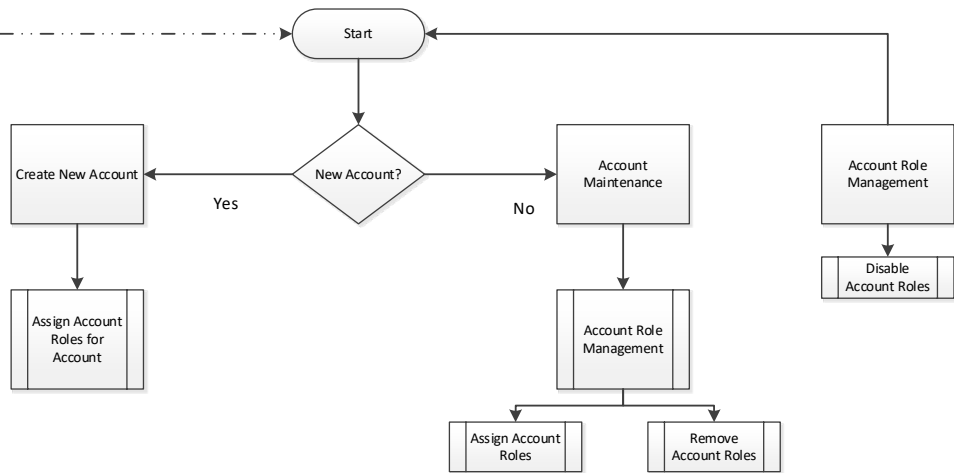 Start
Create New Account
New Account?
Account
Maintenance
Account Role
Management
Yes
No
Disable
Account Roles
Assign Account
Roles for
Account
Account Role
Management
Assign Account
Roles
Remove
Account Roles